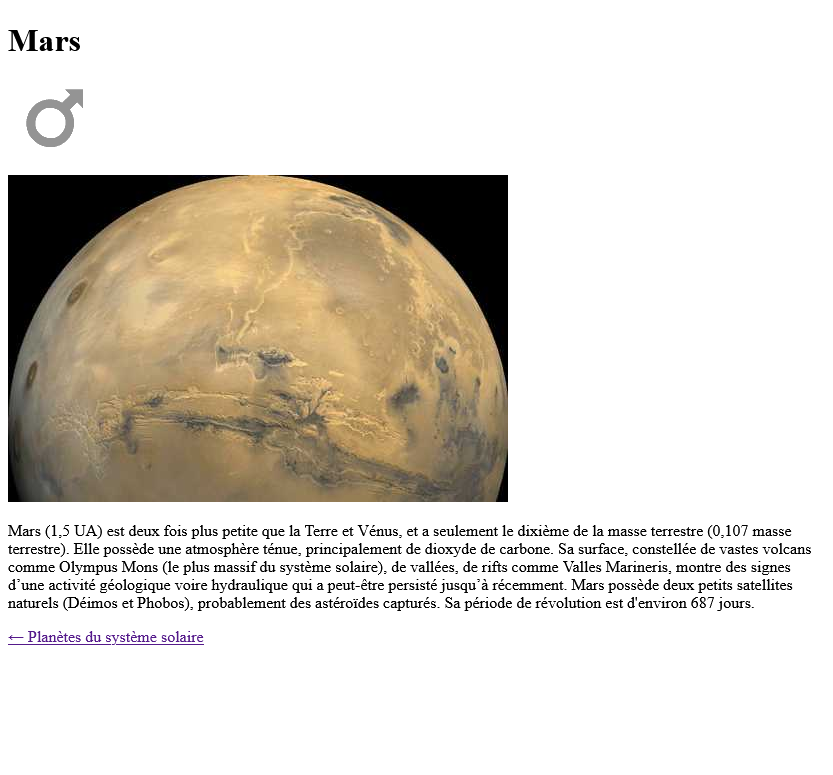 Mars
Mars (1,5 UA) est deux fois plus petite que la Terre et Vénus, et a seulement le dixième de la masse terrestre (0,107 masse
terrestre). Elle possède une atmosphère ténue, principalement de dioxyde de carbone. Sa surface, constellée de vastes volcans
comme Olympus Mons (le plus massif du système solaire), de vallées, de rifts comme Valles Marineris, montre des signes
d’une activité géologique voire hydraulique qui a peut-être persisté jusqu’à récemment. Mars possède deux petits satellites
naturels (Déimos et Phobos), probablement des astéroïdes capturés. Sa période de révolution est d'environ 687 jours.
← Planètes du système solaire